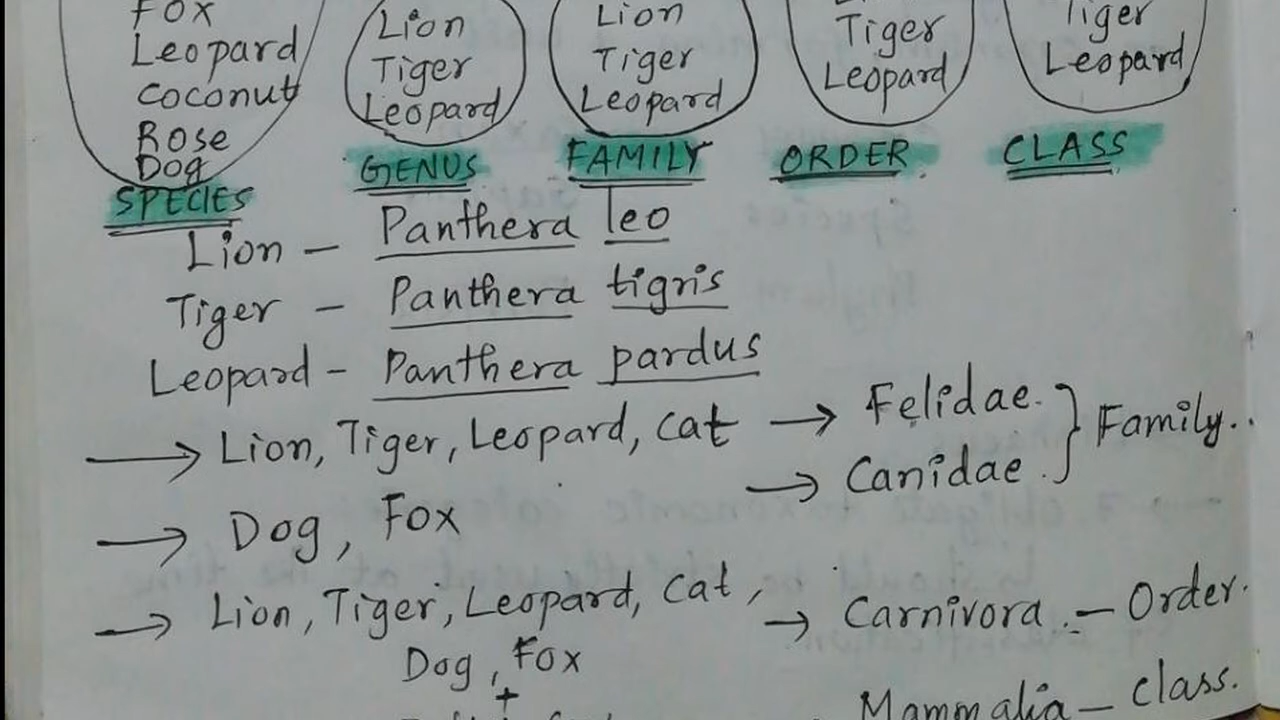 Fox
Leopard
Coconut
Rose
Dog
SPECIES
Lion
Tiger
Leopard
GENUS
Lion
Tiger
Leopard
FAMILY
Tiger
Leopard
ORDER
Tiger
Leopard
CLASS
Lion – Panthera leo
Tiger – Panthera tigris
Leopard – Panthera pardus
→ Lion, Tiger, Leopard, Cat → Felidae. } Family..
→ Canidae.
→ Dog, Fox
→ Lion, Tiger, Leopard, Cat, → Carnivora. – Order.
Dog, Fox
+
Mammalia – Class.